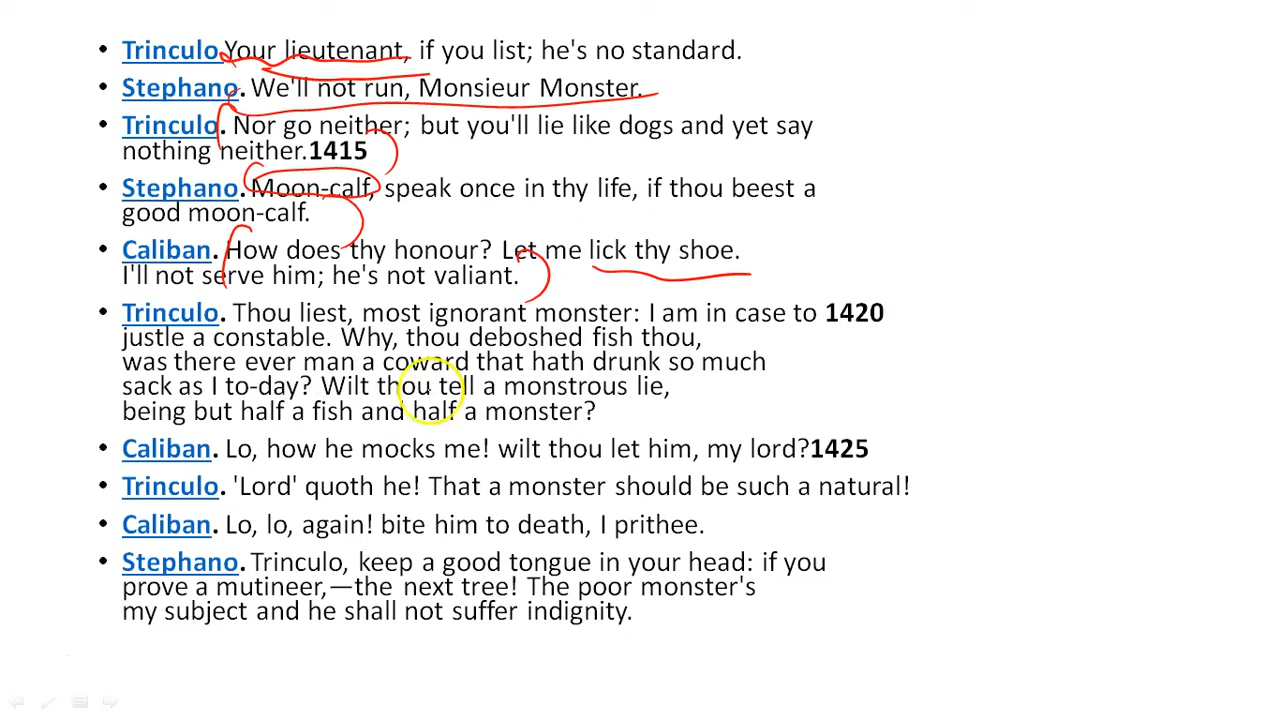 • Trinculo. Your lieutenant, if you list; he's no standard.
• Stephano. We'll not run, Monsieur Monster.
• Trinculo. Nor go neither; but you'll lie like dogs and yet say
nothing neither.1415
• Stephano. Moon-calf, speak once in thy life, if thou beest a
good moon-calf.
• Caliban. How does thy honour? Let me lick thy shoe.
I'll not serve him; he's not valiant.
• Trinculo. Thou liest, most ignorant monster: I am in case to 1420
justle a constable. Why, thou deboshed fish thou,
was there ever man a coward that hath drunk so much
sack as I to-day? Wilt thou tell a monstrous lie,
being but half a fish and half a monster?
• Caliban. Lo, how he mocks me! wilt thou let him, my lord?1425
• Trinculo. 'Lord' quoth he! That a monster should be such a natural!
• Caliban. Lo, lo, again! bite him to death, I prithee.
• Stephano. Trinculo, keep a good tongue in your head: if you
prove a mutineer,—the next tree! The poor monster's
my subject and he shall not suffer indignity.